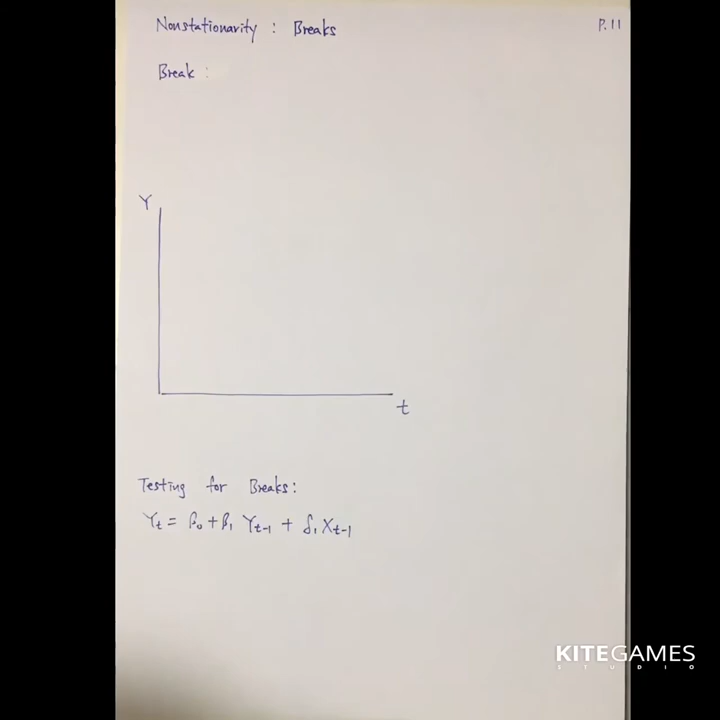 Nonstationarity : Breaks P.11
Break :
Y
t
Testing for Breaks:
Yt = β0 + β1 Yt-1 + δ1 Xt-1
KITEGAMES
STUDIO